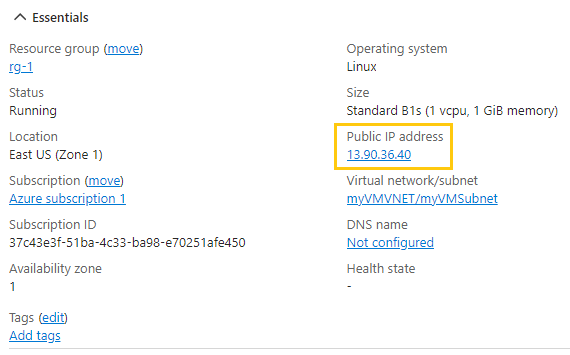 Essentials
Resource group (move)
rg-1
Status
Running
Location
East US (Zone 1)
Subscription (move)
Azure subscription 1
Subscription ID
37c43e3f-51ba-4c33-ba98-e70251afe450
Availability zone
1
Tags (edit)
Add tags
Operating system
Linux
Size
Standard B1s (1 vcpu, 1 GiB memory)
Public IP address
13.90.36.40
Virtual network/subnet
myVMVNET/myVMSubnet
DNS name
Not configured
Health state
-